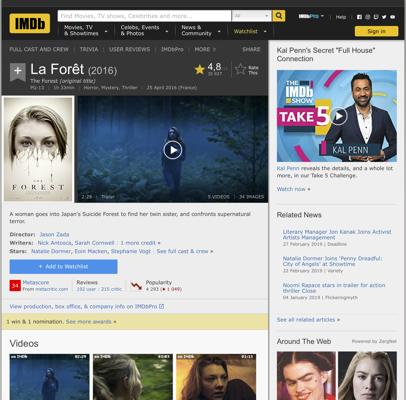 IMDb
Find Movies, TV shows, Celebrities and more...
All
IMDbPro
Help
Movies, TV & Showtimes
Celebs, Events & Photos
News & Community
Watchlist
Sign in
FULL CAST AND CREW | TRIVIA | USER REVIEWS | IMDbPro | MORE
SHARE
La Forêt (2016)
The Forest (original title)
1h 33min | Horror, Mystery, Thriller | 25 April 2016 (France)
4,8
Rate This
THE FOREST
2:29 | Trailer
5 VIDEOS | 34 IMAGES
A woman goes into Japan's Suicide Forest to find her twin sister, and confronts supernatural terror.
Director: Jason Zada
Writers: Nick Antosca, Sarah Cornwell | 1 more credit »
Stars: Natalie Dormer, Eoin Macken, Stephanie Vogt | See full cast & crew »
+ Add to Watchlist
34
Metascore
From metacritic.com
Reviews
192 user | 215 critic
Popularity
4 293
View production, box office, & company info on IMDbPro
1 win & 1 nomination. See more awards »
Videos
02:29
01:11
Kal Penn's Secret "Full House" Connection
THE IMDb SHOW
TAKE 5
KAL PENN
Kal Penn reveals the details, and a whole lot more, in our Take 5 Challenge.
Watch now »
Related News
Literary Manager Jon Kanak Joins Activist Artists Management
27 February 2019 | Deadline
Natalie Dormer Joins 'Penny Dreadful: City of Angels' at Showtime
22 February 2019 | Variety
Noomi Rapace stars in trailer for action thriller Close
04 January 2019 | Flickeringmyth
See all related articles »
Around The Web
Powered by Zergnet